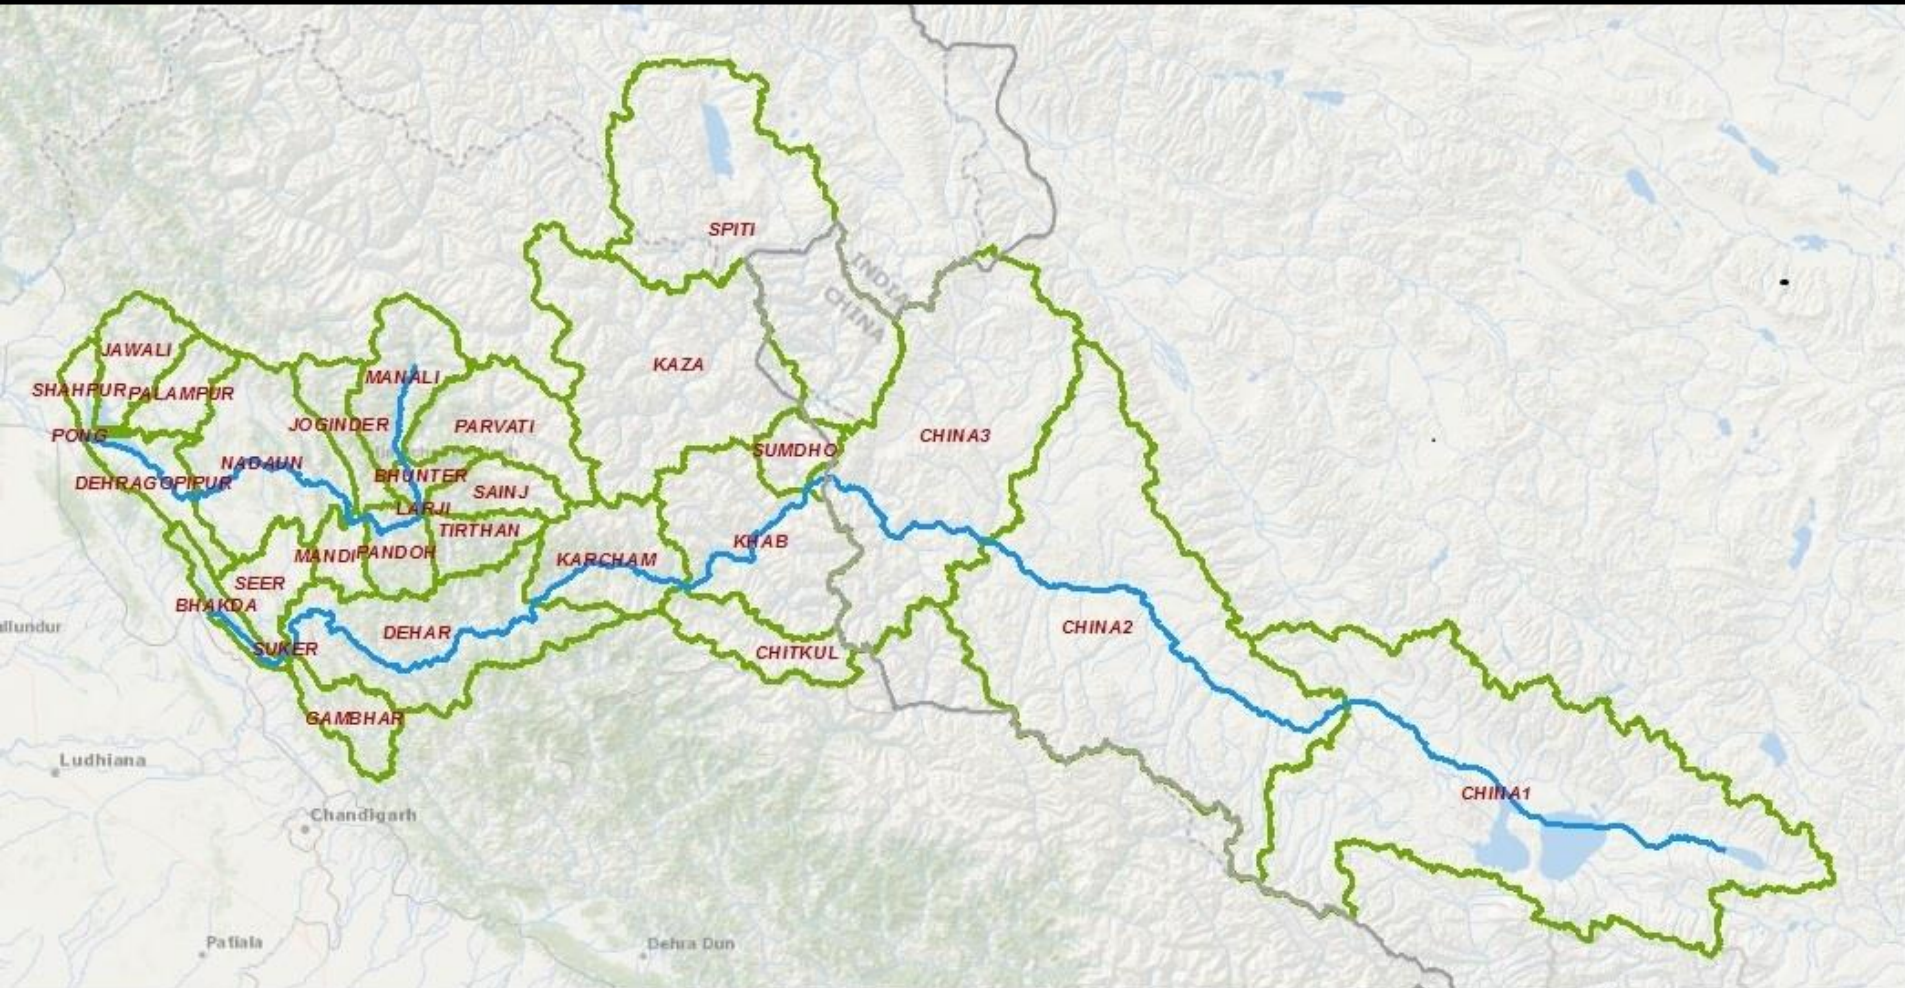 SPITI
INDIA
CHINA
JAWALI
KAZA
MANALI
SHAHPUR
PALAMPUR
JOGINDER
PARVATI
CHINA3
PONG
SUMDHO
NADAUN
BHUNTER
DEHRAGOPIPUR
SAINJ
LARJI
TIRTHAN
KHAB
MANDI
PANDOH
KARCHAM
SEER
BHAKDA
CHINA2
DEHAR
SUKER
CHITKUL
GAMBHAR
Ludhiana
CHINA1
Chandigarh
Patiala
Dehra Dun